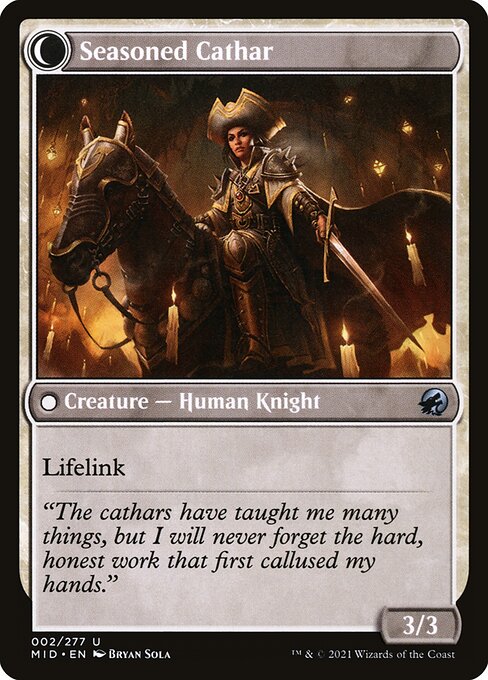 Seasoned Cathar
Creature — Human Knight
Lifelink
“The cathars have taught me many
things, but I will never forget the hard,
honest work that first callused my
hands.”
3/3
002/277 U
MID • EN BRYAN SOLA
™ & © 2021 Wizards of the Coast